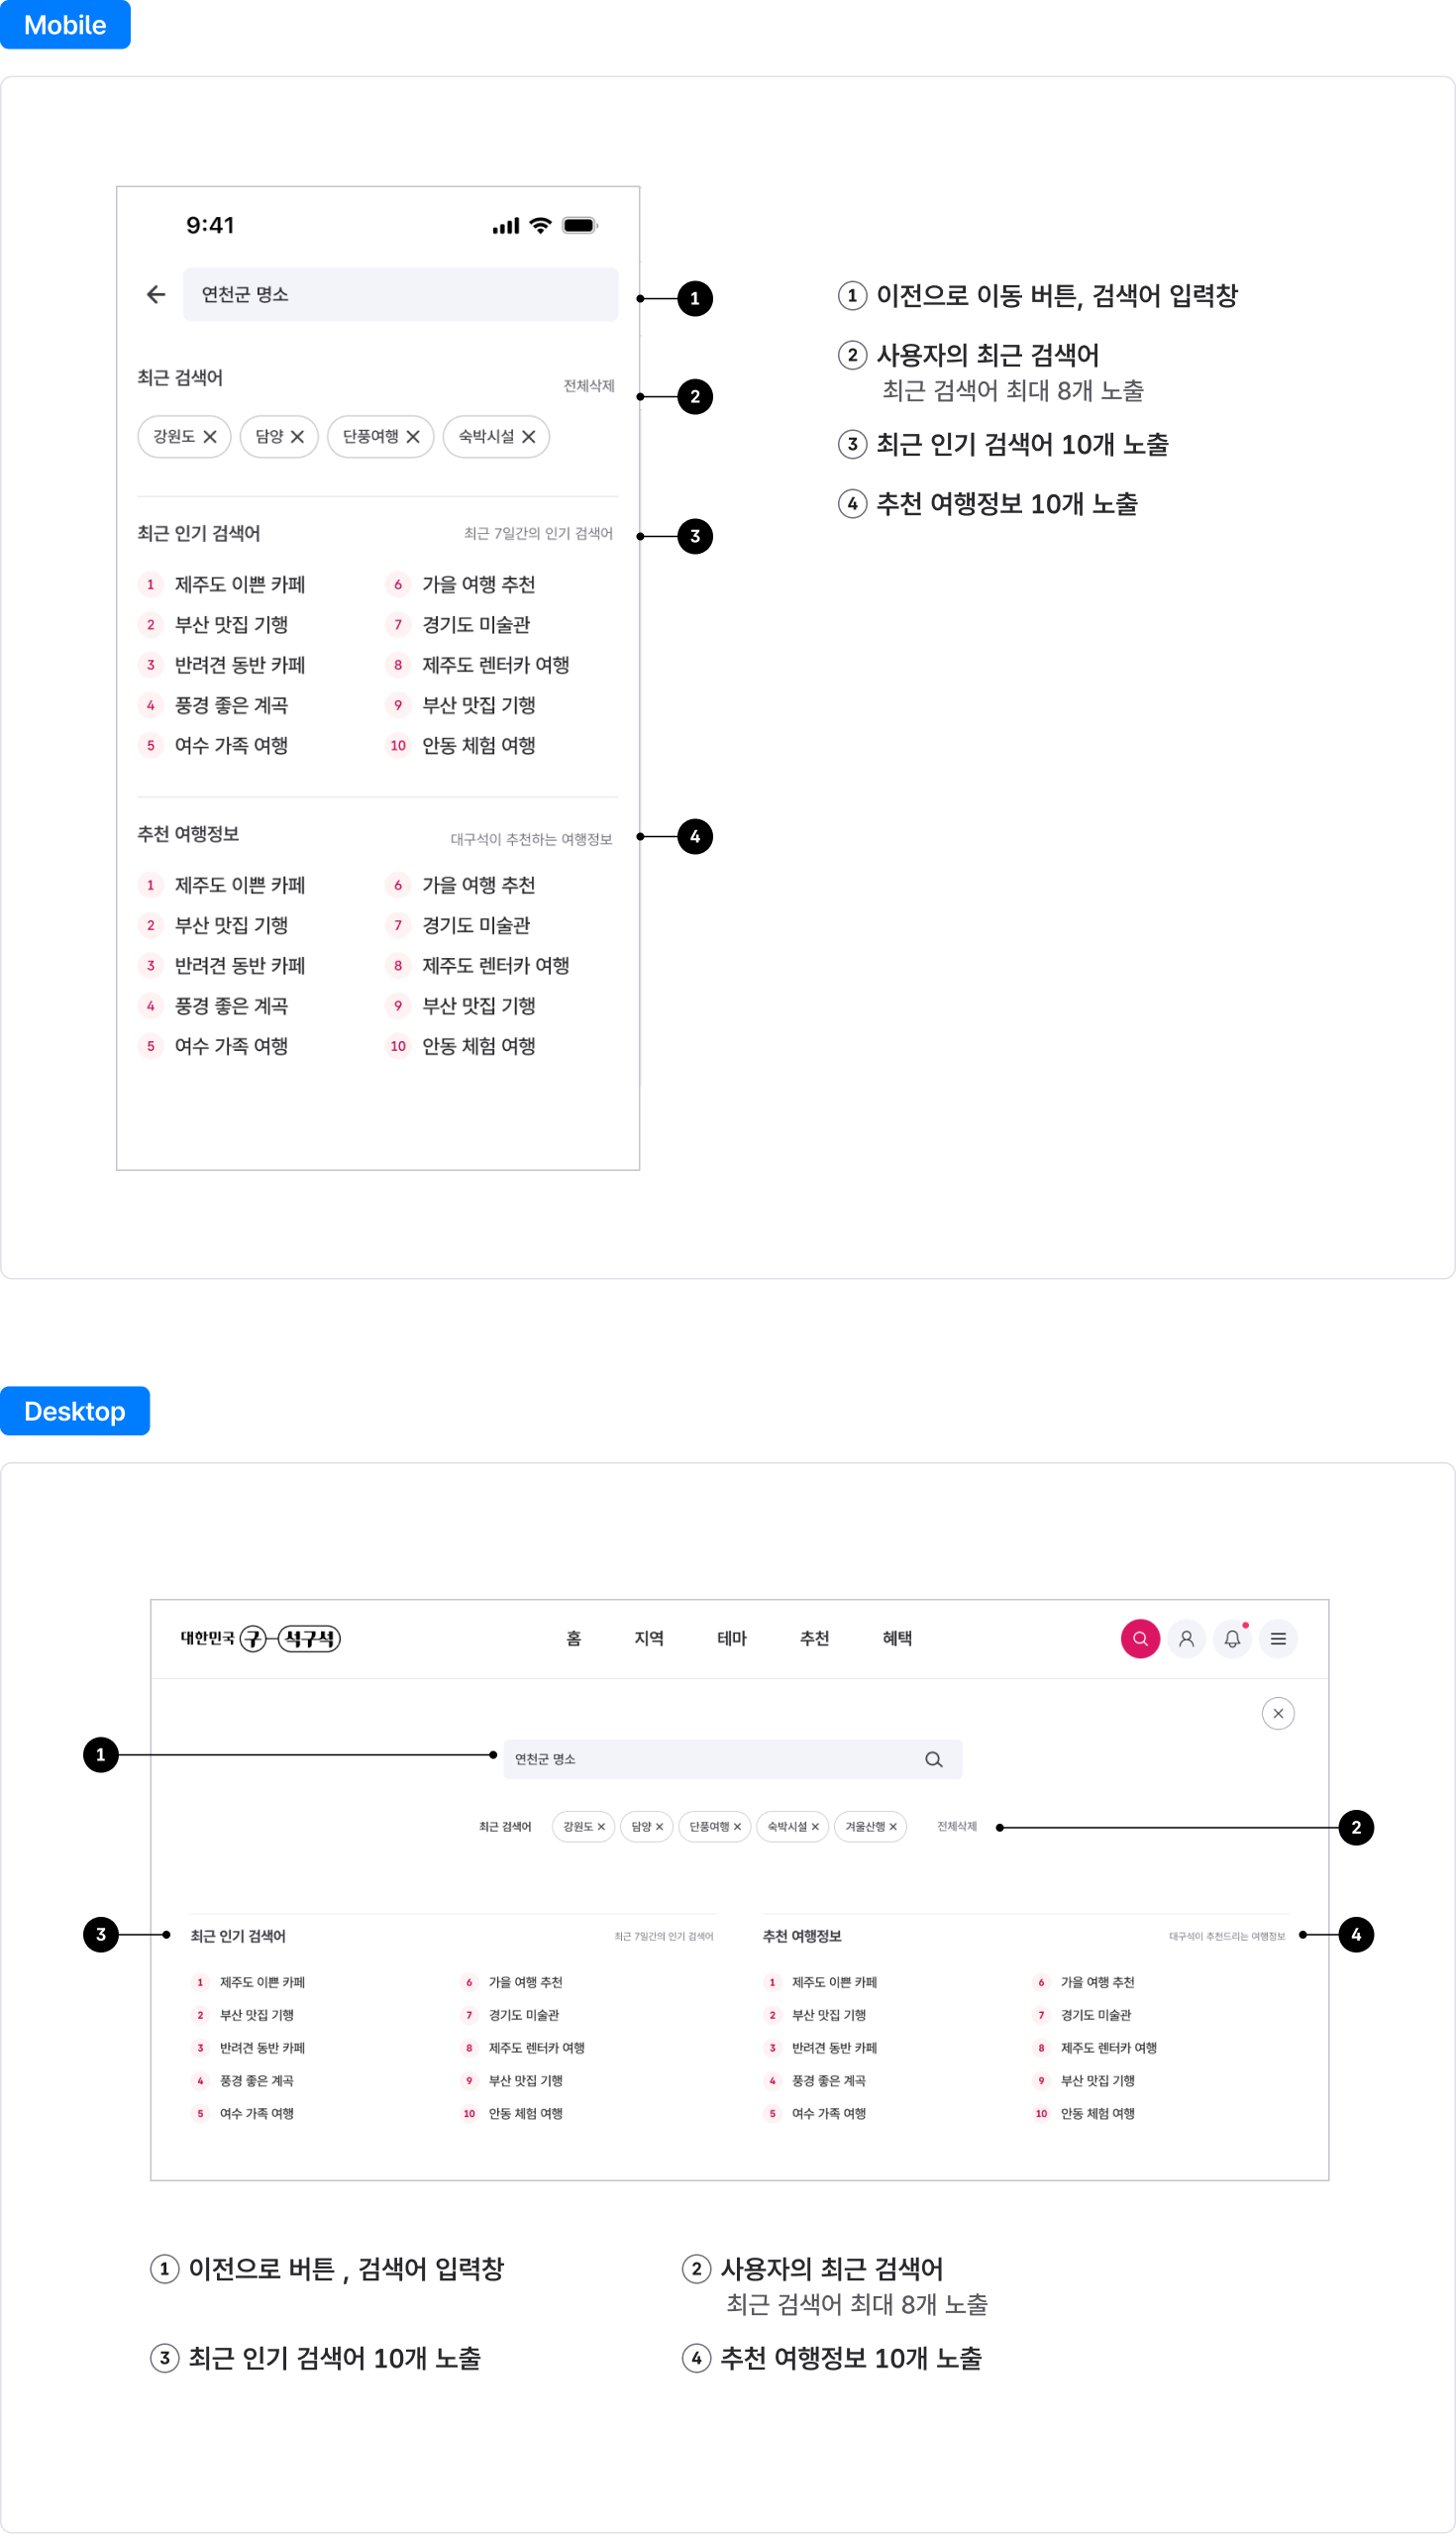 Mobile
9:41
연천군 명소
1
최근 검색어
전체삭제
2
강원도 담양 단풍여행 숙박시설
최근 인기 검색어
최근 7일간의 인기 검색어
3
1 제주도 이쁜 카페
6 가을 여행 추천
2 부산 맛집 기행
7 경기도 미술관
3 반려견 동반 카페
8 제주도 렌터카 여행
4 풍경 좋은 계곡
9 부산 맛집 기행
5 여수 가족 여행
10 안동 체험 여행
추천 여행정보
대구석이 추천하는 여행정보
4
1 제주도 이쁜 카페
6 가을 여행 추천
2 부산 맛집 기행
7 경기도 미술관
3 반려견 동반 카페
8 제주도 렌터카 여행
4 풍경 좋은 계곡
9 부산 맛집 기행
5 여수 가족 여행
10 안동 체험 여행
① 이전으로 이동 버튼, 검색어 입력창
② 사용자의 최근 검색어
최근 검색어 최대 8개 노출
③ 최근 인기 검색어 10개 노출
④ 추천 여행정보 10개 노출
Desktop
대한민국 구석구석
홈 지역 테마 추천 혜택
1
연천군 명소
최근 검색어 강원도 담양 단풍여행 숙박시설 겨울산행 전체삭제
2
3
최근 인기 검색어
최근 7일간의 인기 검색어
추천 여행정보
대구석이 추천드리는 여행정보
4
1 제주도 이쁜 카페
6 가을 여행 추천
1 제주도 이쁜 카페
6 가을 여행 추천
2 부산 맛집 기행
7 경기도 미술관
2 부산 맛집 기행
7 경기도 미술관
3 반려견 동반 카페
8 제주도 렌터카 여행
3 반려견 동반 카페
8 제주도 렌터카 여행
4 풍경 좋은 계곡
9 부산 맛집 기행
4 풍경 좋은 계곡
9 부산 맛집 기행
5 여수 가족 여행
10 안동 체험 여행
5 여수 가족 여행
10 안동 체험 여행
① 이전으로 버튼 , 검색어 입력창
② 사용자의 최근 검색어
최근 검색어 최대 8개 노출
③ 최근 인기 검색어 10개 노출
④ 추천 여행정보 10개 노출